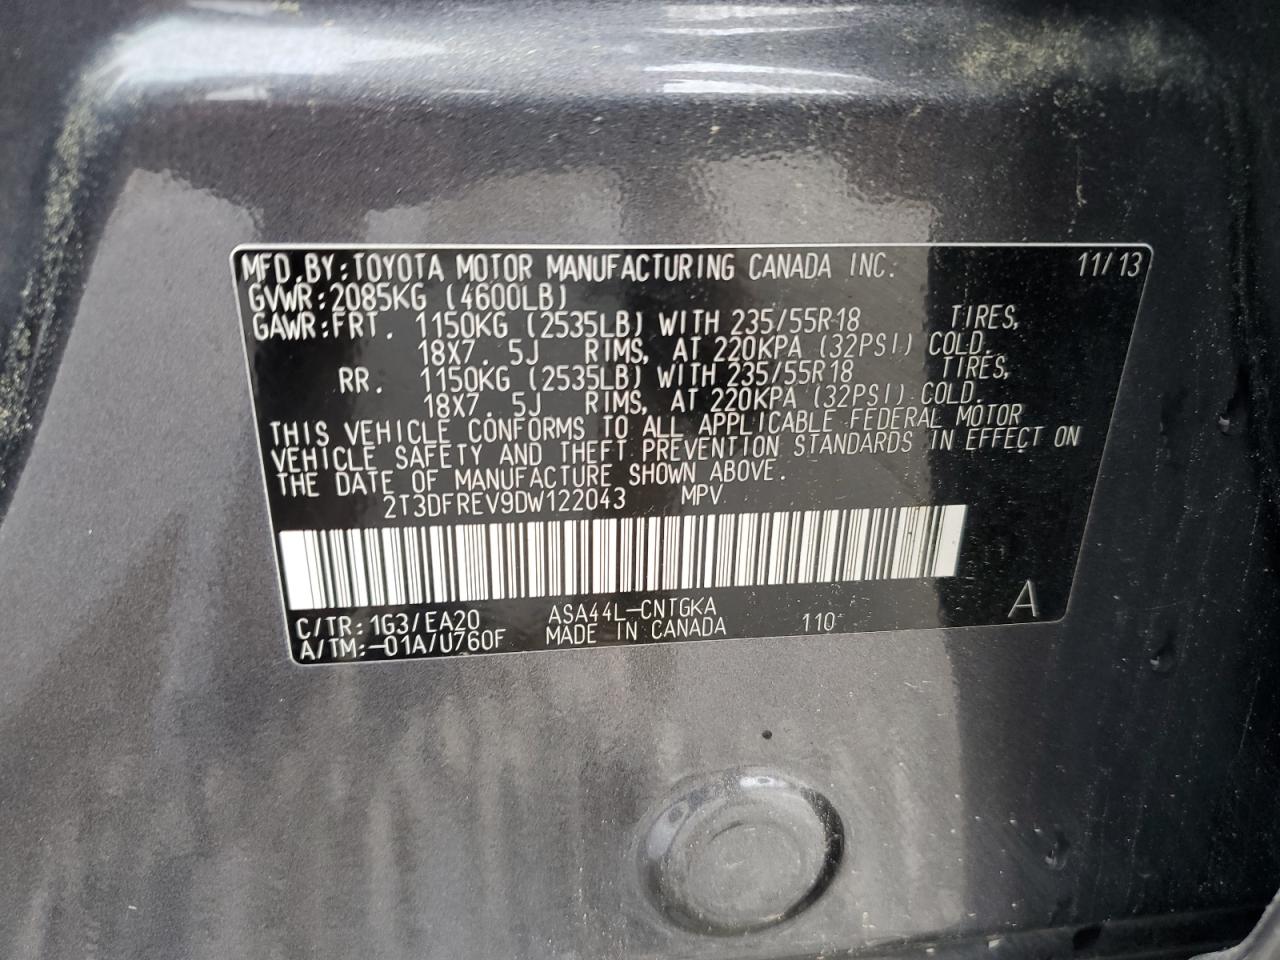 MFD.BY:TOYOTA MOTOR MANUFACTURING CANADA INC. 11/13
GVWR:2085KG (4600LB)
GAWR:FRT. 1150KG (2535LB) WITH 235/55R18 TIRES,
18X7.5J RIMS, AT 220KPA (32PSI) COLD.
RR. 1150KG (2535LB) WITH 235/55R18 TIRES,
18X7.5J RIMS, AT 220KPA (32PSI) COLD.
THIS VEHICLE CONFORMS TO ALL APPLICABLE FEDERAL MOTOR
VEHICLE SAFETY AND THEFT PREVENTION STANDARDS IN EFFECT ON
THE DATE OF MANUFACTURE SHOWN ABOVE.
2T3DFREV9DW122043 MPV
C/TR:1G3/EA20 ASA44L-CNTGKA 110 A
A/TM:-01A/U760F MADE IN CANADA